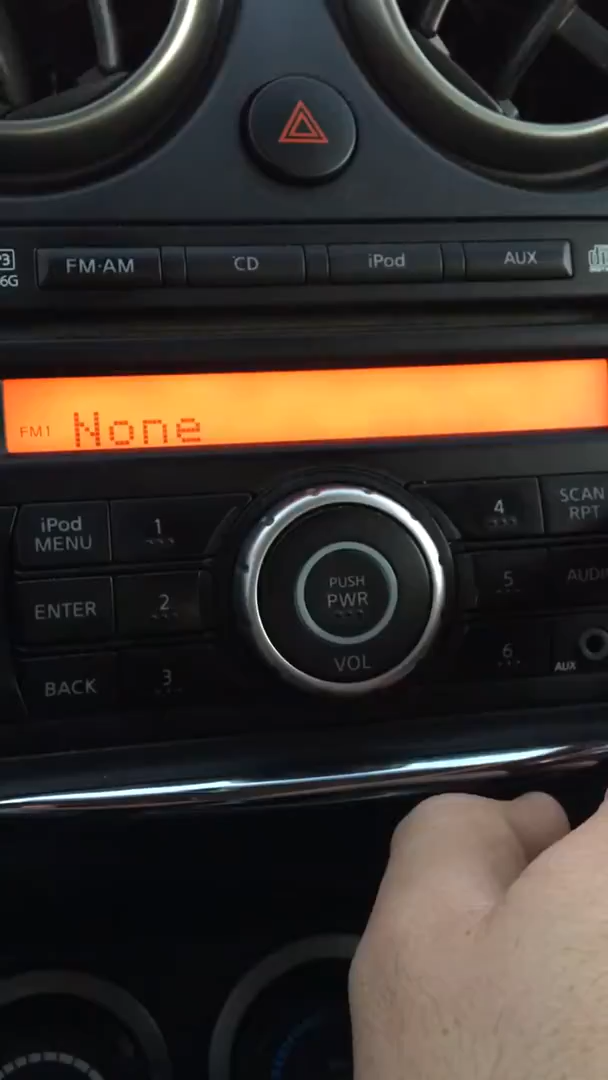 FM·AM CD iPod AUX
6G
FM1 None
iPod MENU
1
4
SCAN RPT
ENTER
2
PUSH PWR
5
BACK
3
VOL
6
AUX